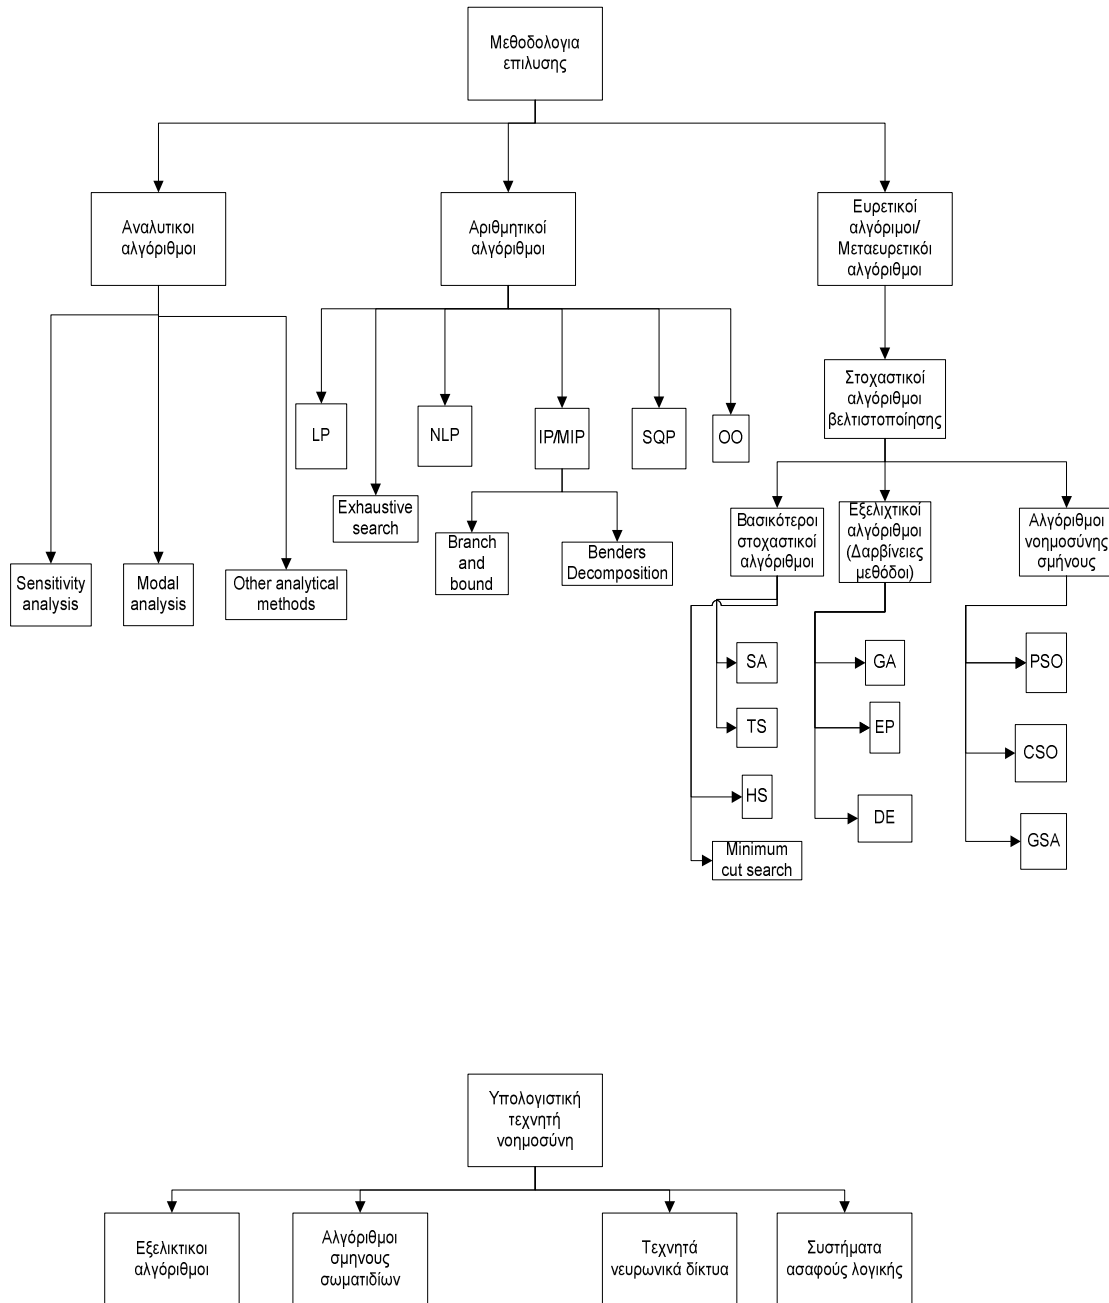 Μεθοδολογια
επιλυσης
Αναλυτικοι
αλγόριθμοι
Αριθμητικοί
αλγόριθμοι
Ευρετικοί
αλγόριμοι/
Μεταευρετικόι
αλγόριθμοι
Στοχαστικοί
αλγόριθμοι
βελτιστοποίησης
LP
NLP
IP/MIP
SQP
OO
Exhaustive
search
Branch
and
bound
Benders
Decomposition
Sensitivity
analysis
Modal
analysis
Other analytical
methods
Βασικότεροι
στοχαστικοί
αλγόριθμοι
Εξελιχτικοί
αλγόριθμοι
(Δαρβίνειες
μεθόδοι)
Αλγόριθμοι
νοημοσύνης
σμήνους
SA
TS
HS
Minimum
cut search
GA
EP
DE
PSO
CSO
GSA
Υπολογιστική
τεχνητή
νοημοσύνη
Εξελικτικοι
αλγόριθμοι
Αλγόριθμοι
σμηνους
σωματιδίων
Τεχνητά
νευρωνικά δίκτυα
Συστήματα
ασαφούς λογικής